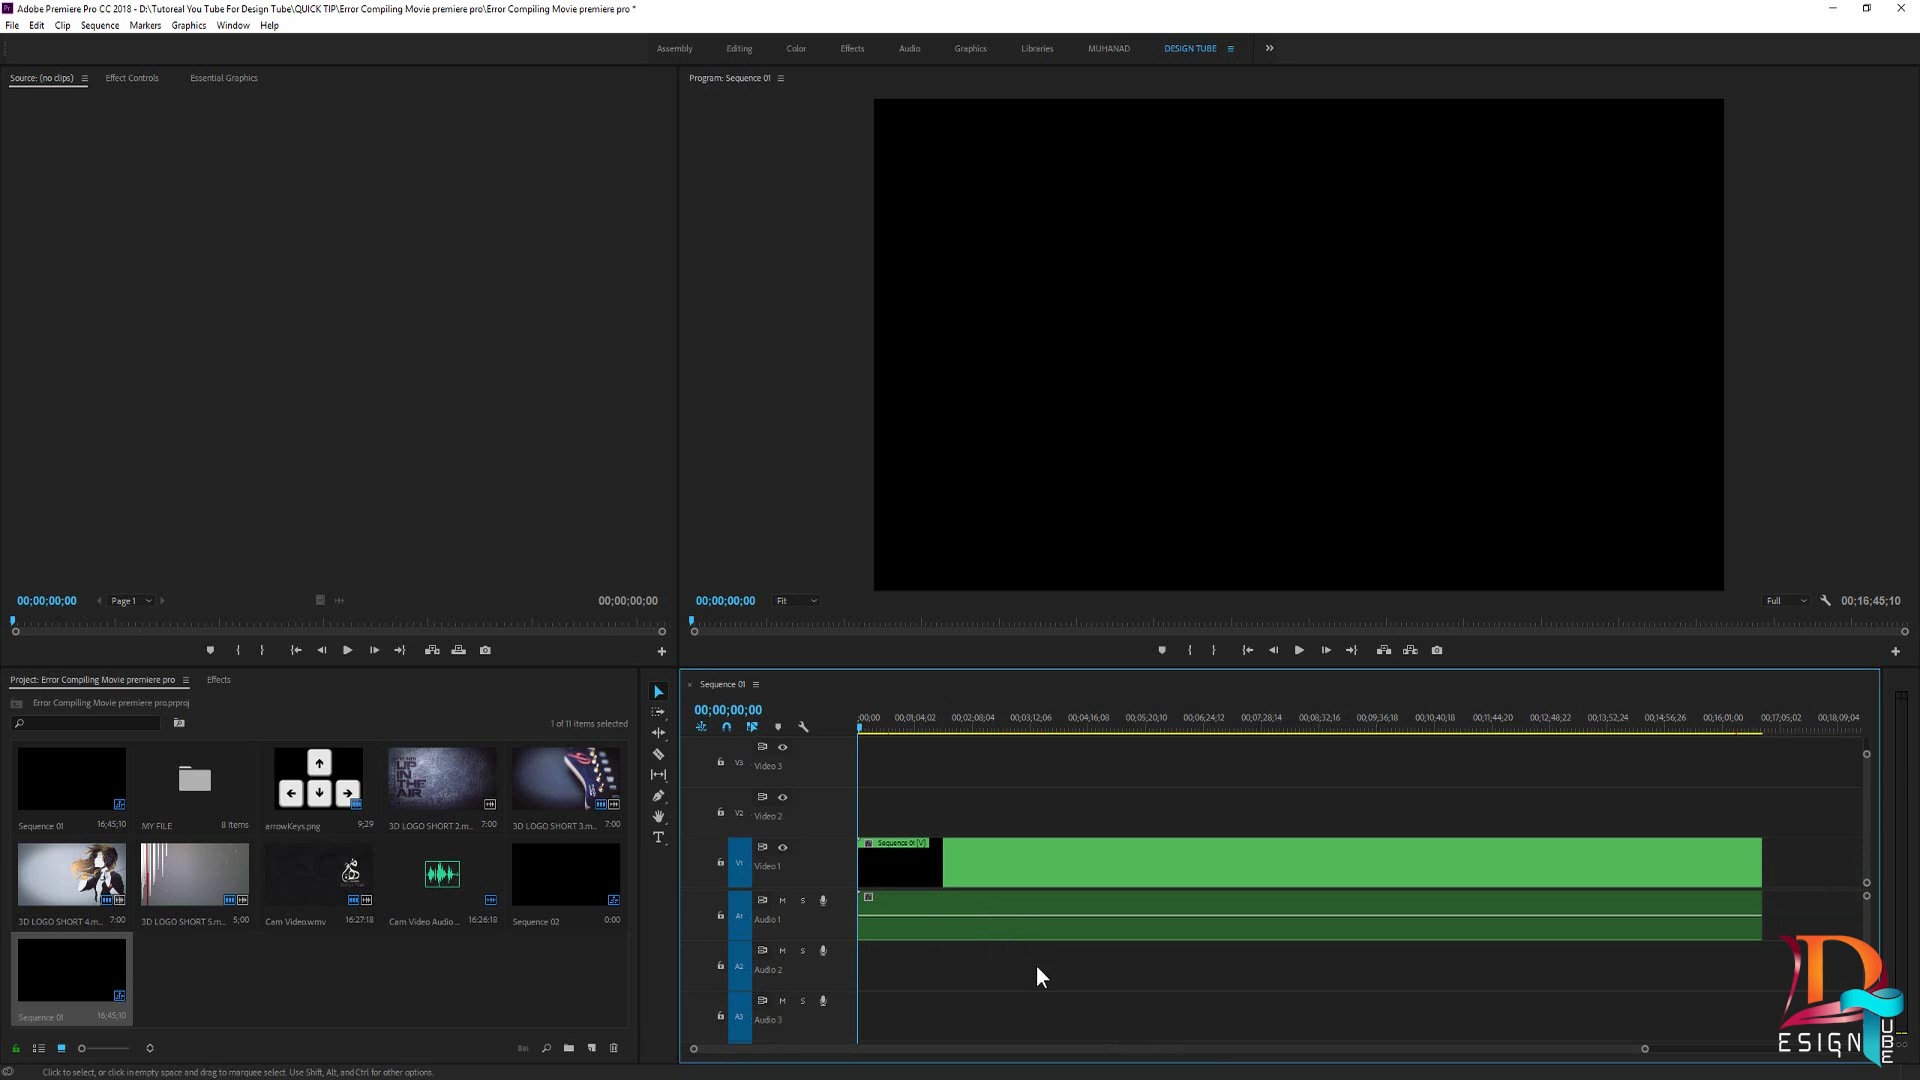 Adobe Premiere Pro CC 2018 - D:\Tutoreal You Tube For Design Tube\QUICK TIP\Error Compiling Movie premiere pro\Error Compiling Movie premiere pro *
File Edit Clip Sequence Markers Graphics Window Help
Assembly Editing Color Effects Audio Graphics Libraries MUHANAD DESIGN TUBE
Source: (no clips) Effect Controls Essential Graphics
Program: Sequence 01
00;00;00;00 Page 1 00;00;00;00
00;00;00;00 Fit Full 00;16;45;10
Project: Error Compiling Movie premiere pro Effects
Error Compiling Movie premiere pro.prproj
1 of 11 items selected
Sequence 01 16;45;10
MY FILE 8 Items
arrowKeys.png 9;29
3D LOGO SHORT 2.m... 7:00
3D LOGO SHORT 3.m... 7:00
UP
IN THE
AIR
3D LOGO SHORT 4.m... 7:00
3D LOGO SHORT 5.m... 5;00
Cam Video.wmv 16:27:18
Cam Video Audio ... 16:26:18
Sequence 02 0:00
Sequence 01 16;45;10
Sequence 01
00;00;00;00
;00;00 00;01;04;02 00;02;08;04 00;03;12;06 00;04;16;08 00;05;20;10 00;06;24;12 00;07;28;14 00;08;32;16 00;09;36;18 00;10;40;18 00;11;44;20 00;12;48;22 00;13;52;24 00;14;56;26 00;16;01;00 00;17;05;02 00;18;09;04
V3 Video 3
V2 Video 2
V1 Video 1
Sequence 01 [V]
A1 Audio 1 M S
A2 Audio 2 M S
A3 Audio 3 M S
T
Click to select, or click in empty space and drag to marquee select. Use Shift, Alt, and Ctrl for other options.
DESIGN TUBE